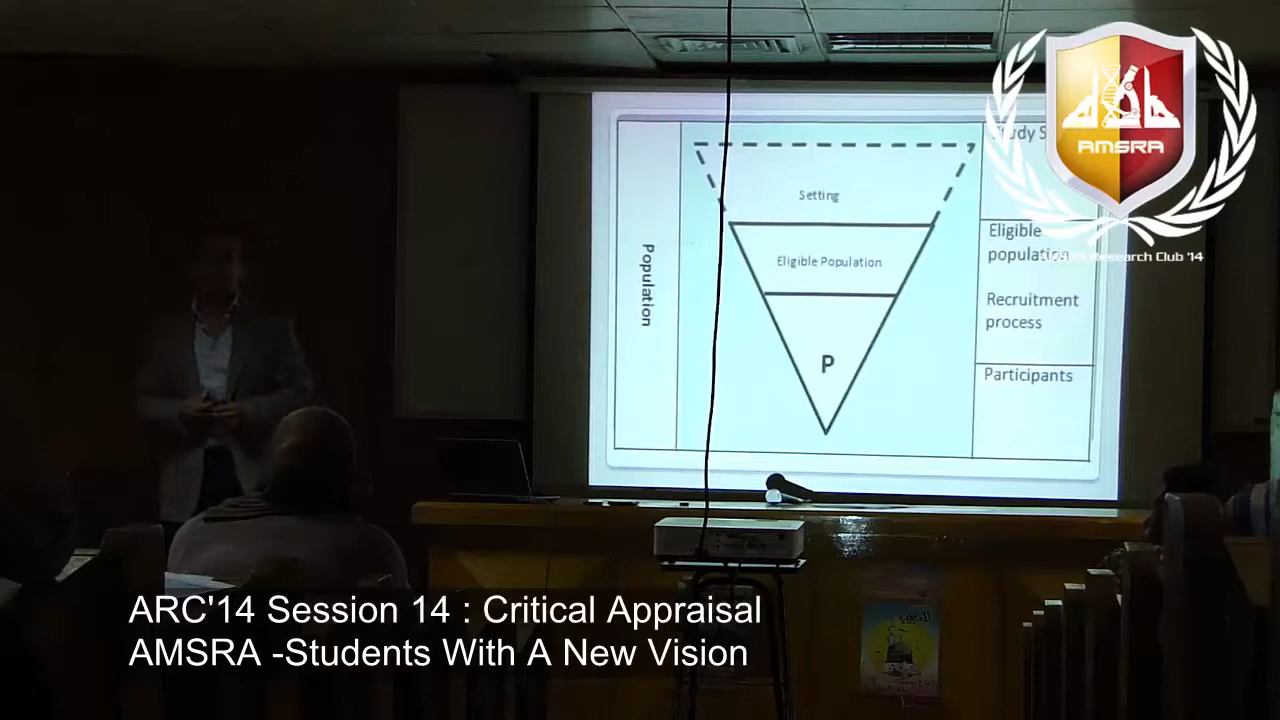 AMSRA
Research Club '14
Study S
Setting
Population
Eligible Population
P
Eligible
population
Recruitment
process
Participants
ARC'14 Session 14 : Critical Appraisal
AMSRA -Students With A New Vision